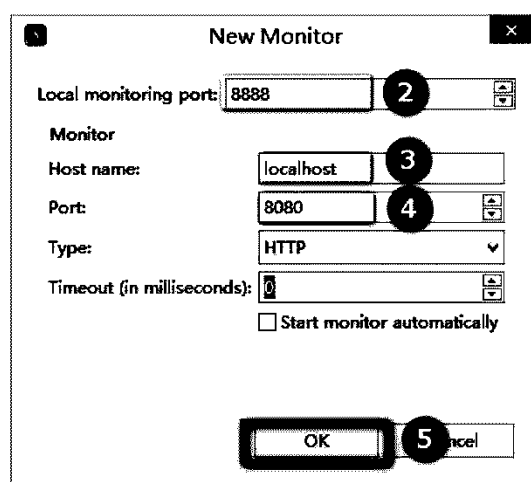 New Monitor
Local monitoring port: 8888 2
Monitor
Host name: localhost 3
Port: 8080 4
Type: HTTP
Timeout (in milliseconds): 0
Start monitor automatically
OK 5 ncel